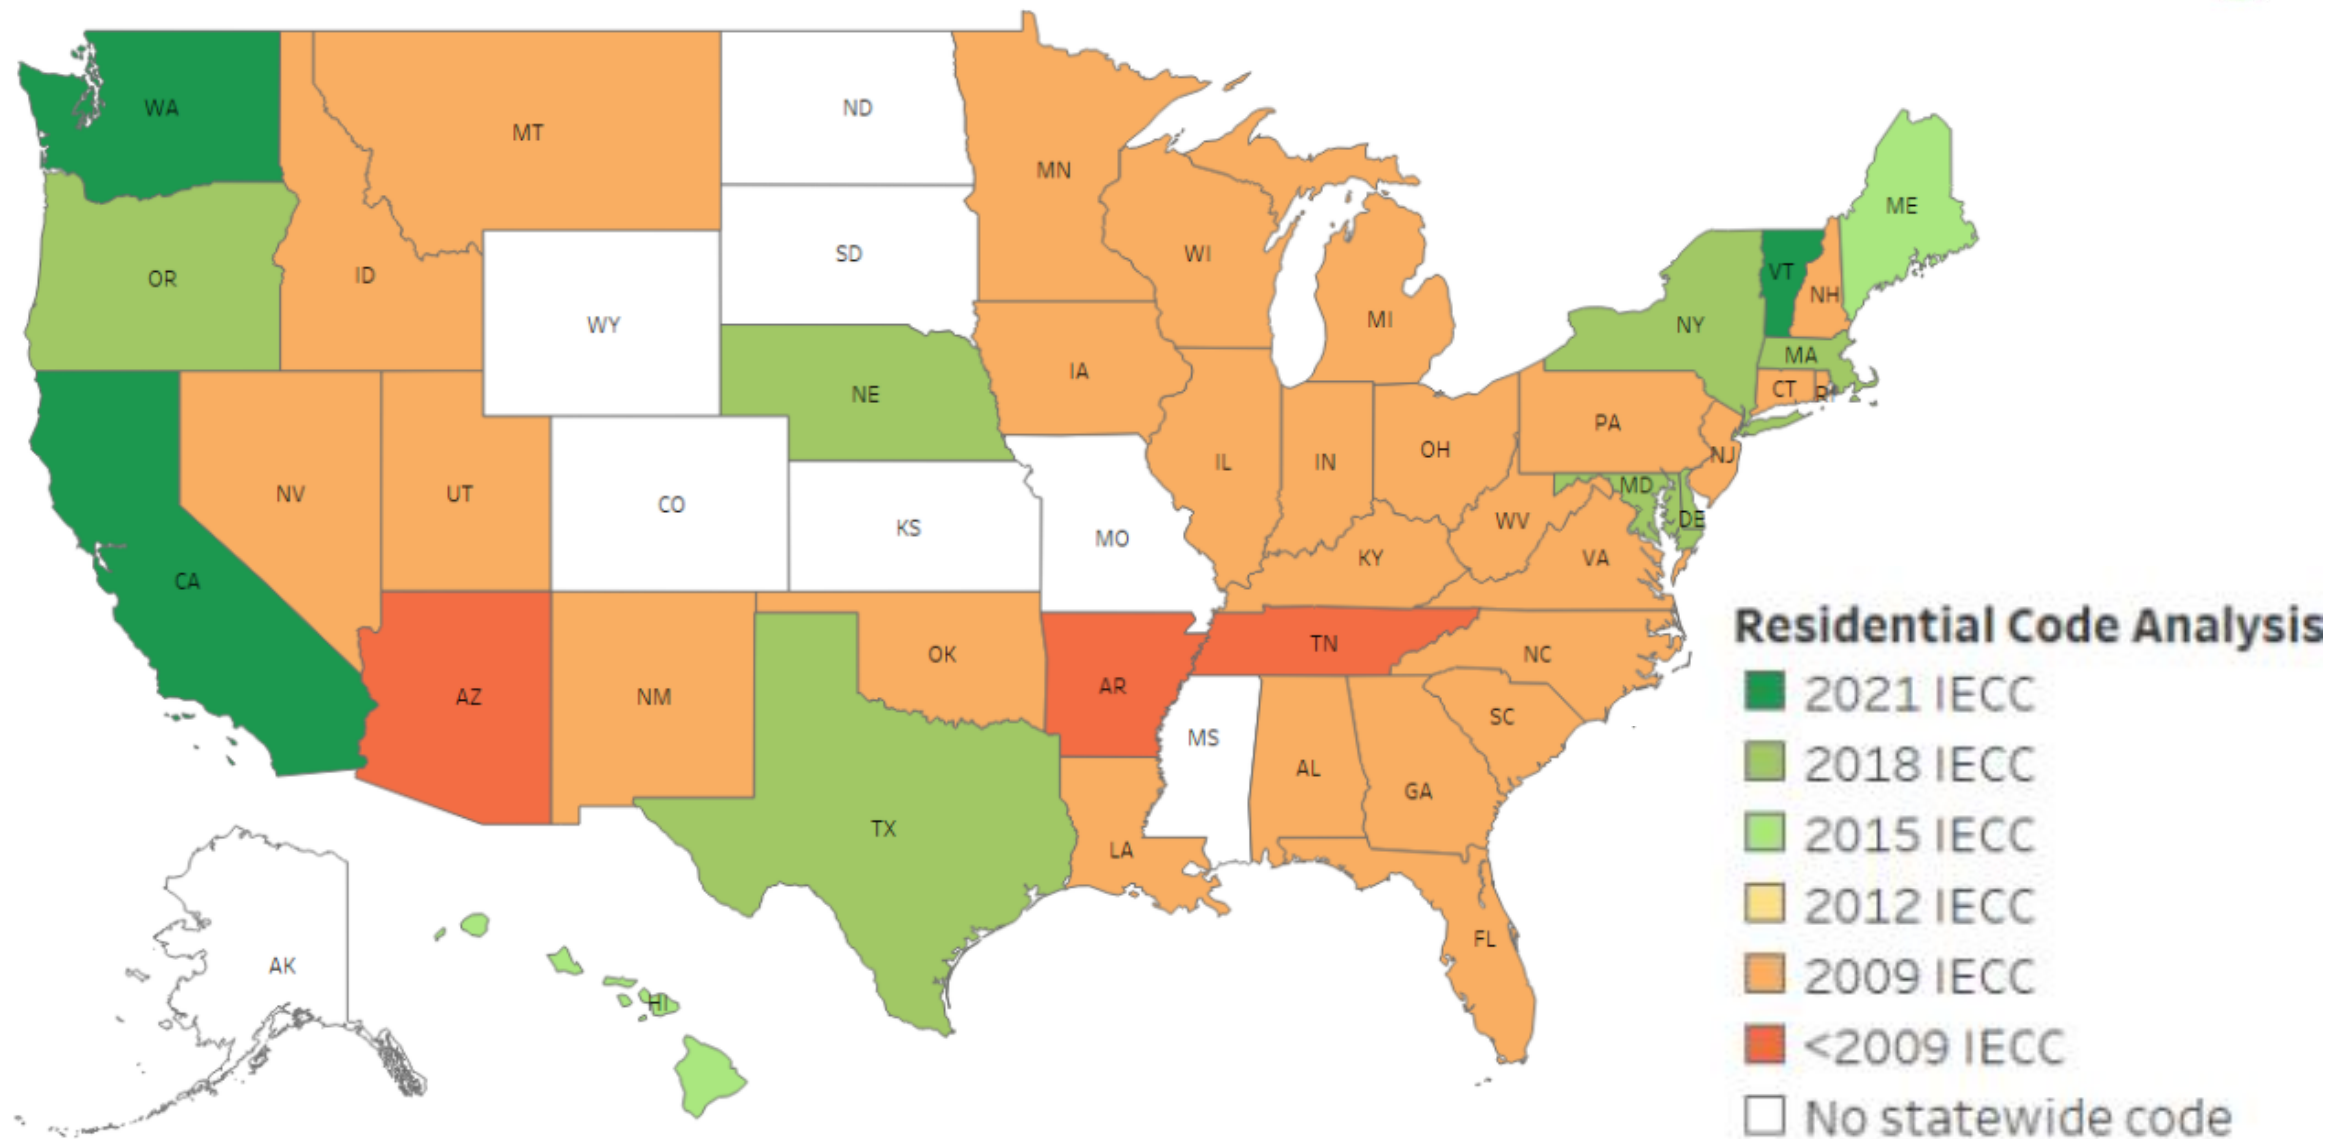 WA
MT
ND
MN
ME
OR
ID
SD
WI
VT
NH
WY
MI
NY
MA
IA
NE
CT
RI
PA
NV
UT
CO
IL
IN
OH
NJ
KS
MO
MD
WV
DE
CA
KY
VA
AZ
NM
OK
AR
TN
NC
MS
SC
AL
GA
TX
LA
FL
AK
HI
Residential Code Analysis
2021 IECC
2018 IECC
2015 IECC
2012 IECC
2009 IECC
<2009 IECC
No statewide code